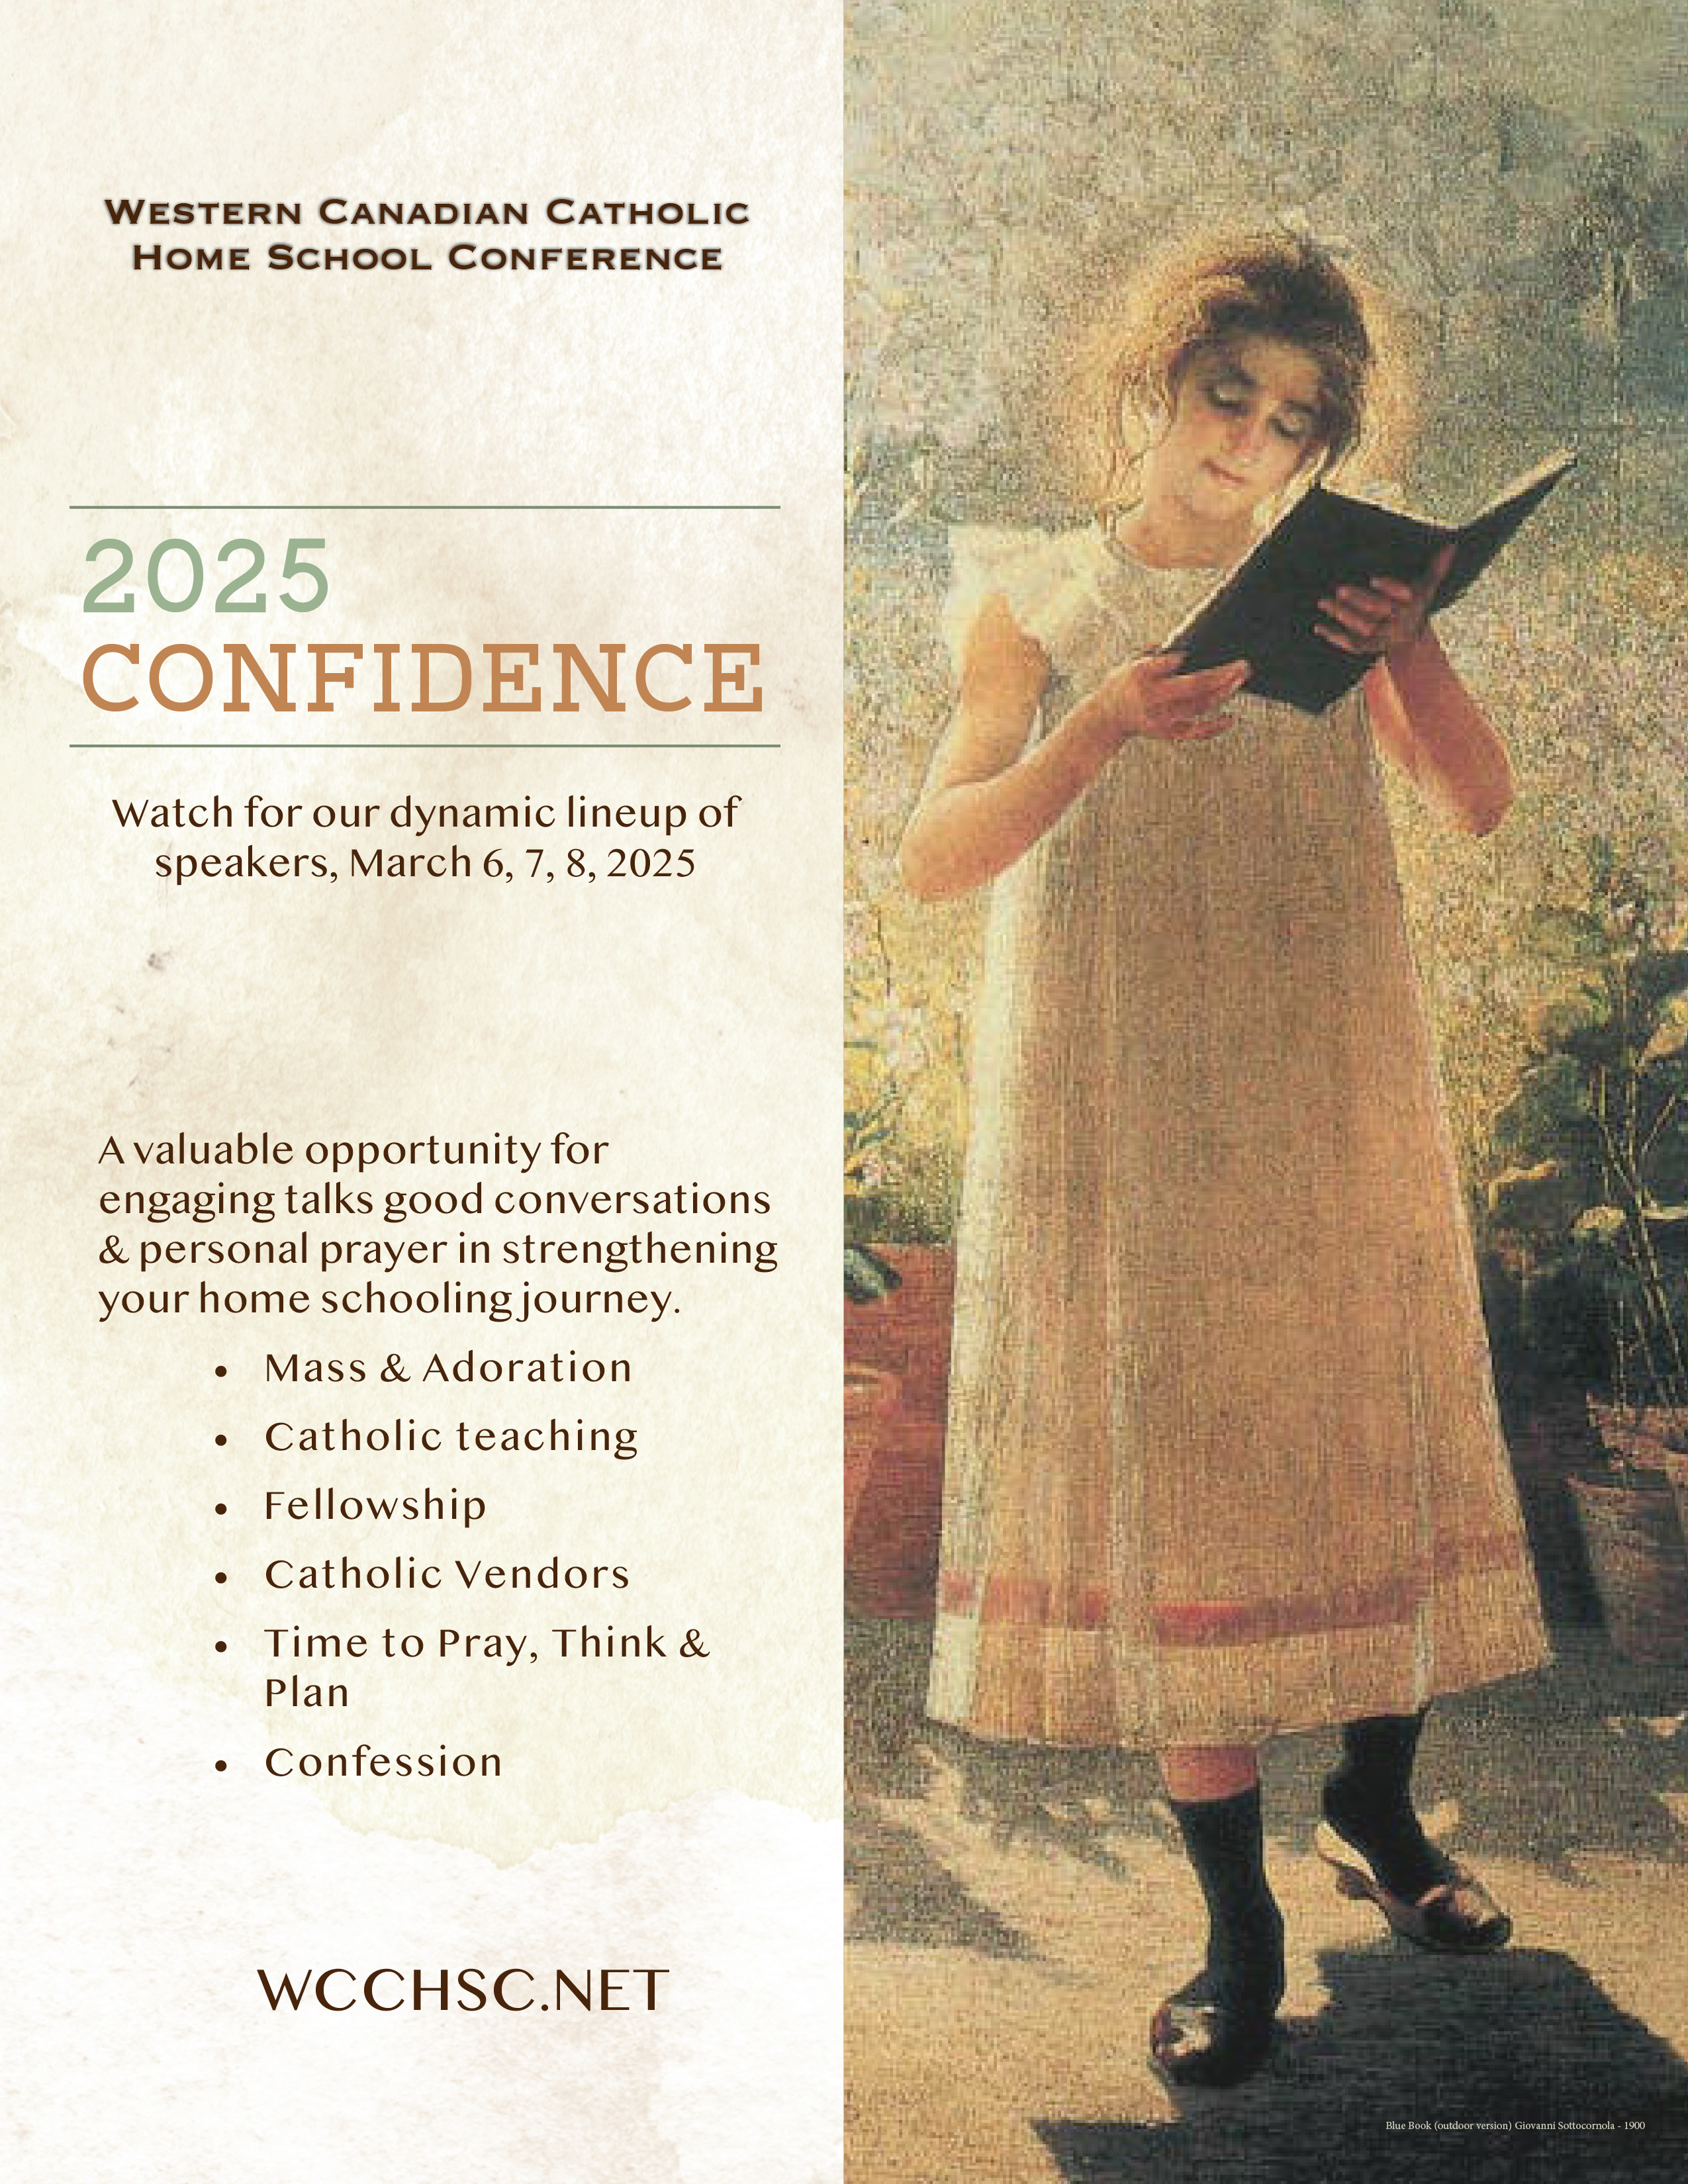 Western Canadian Catholic
Home School Conference
2025
CONFIDENCE
Watch for our dynamic lineup of
speakers, March 6, 7, 8, 2025
A valuable opportunity for
engaging talks good conversations
& personal prayer in strengthening
your home schooling journey.
• Mass & Adoration
• Catholic teaching
• Fellowship
• Catholic Vendors
• Time to Pray, Think &
Plan
• Confession
WCCHSC.NET
Blue Book (outdoor version) Giovanni Sottocornola - 1900